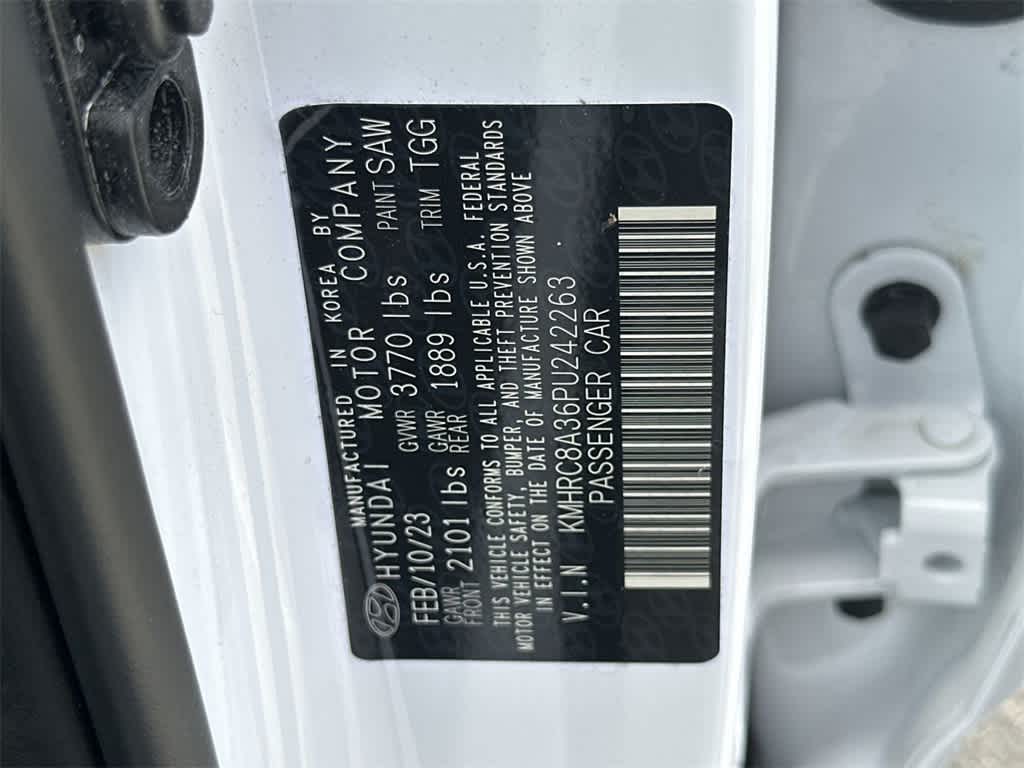 MANUFACTURED IN KOREA BY
HYUNDAI MOTOR COMPANY
FEB/10/23 GVWR 3770 lbs PAINT SAW
GAWR FRONT 2101 lbs GAWR REAR 1889 lbs TRIM TGG
THIS VEHICLE CONFORMS TO ALL APPLICABLE U.S.A. FEDERAL
MOTOR VEHICLE SAFETY, BUMPER, AND THEFT PREVENTION STANDARDS
IN EFFECT ON THE DATE OF MANUFACTURE SHOWN ABOVE
V.I.N KMHRC8A36PU242263
PASSENGER CAR